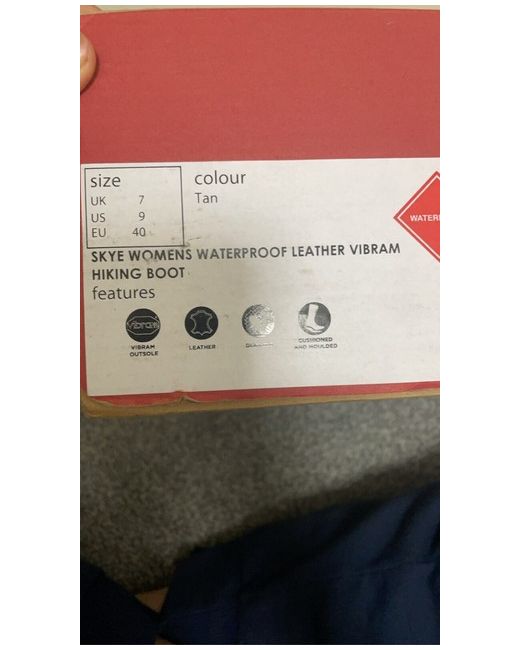 size
UK 7
US 9
EU 40
colour
Tan
SKYE WOMENS WATERPROOF LEATHER VIBRAM
HIKING BOOT
features
vibram
VIBRAM
OUTSOLE
LEATHER
CUSHIONED
AND MOULDED